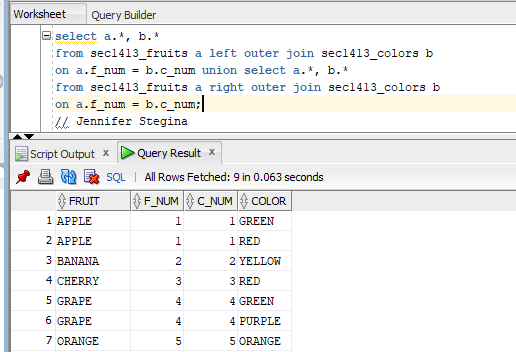 Worksheet Query Builder
select a.*, b.*
from sec1413_fruits a left outer join sec1413_colors b
on a.f_num = b.c_num union select a.*, b.*
from sec1413_fruits a right outer join sec1413_colors b
on a.f_num = b.c_num;
// Jennifer Stegina
Script Output x Query Result x
SQL All Rows Fetched: 9 in 0.063 seconds
FRUIT F_NUM C_NUM COLOR
1 APPLE 1 1 GREEN
2 APPLE 1 1 RED
3 BANANA 2 2 YELLOW
4 CHERRY 3 3 RED
5 GRAPE 4 4 GREEN
6 GRAPE 4 4 PURPLE
7 ORANGE 5 5 ORANGE